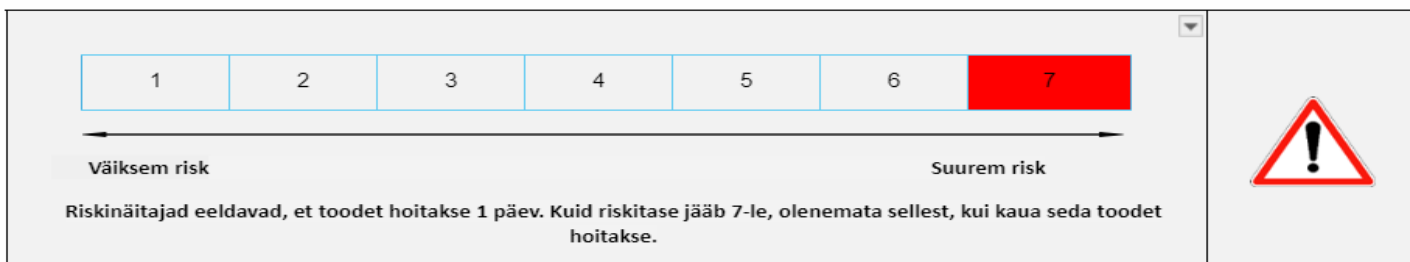 1 2 3 4 5 6 7
Väiksem risk Suurem risk
Riskinäitajad eeldavad, et toodet hoitakse 1 päev. Kuid riskitase jääb 7-le, olenemata sellest, kui kaua seda toodet
hoitakse.